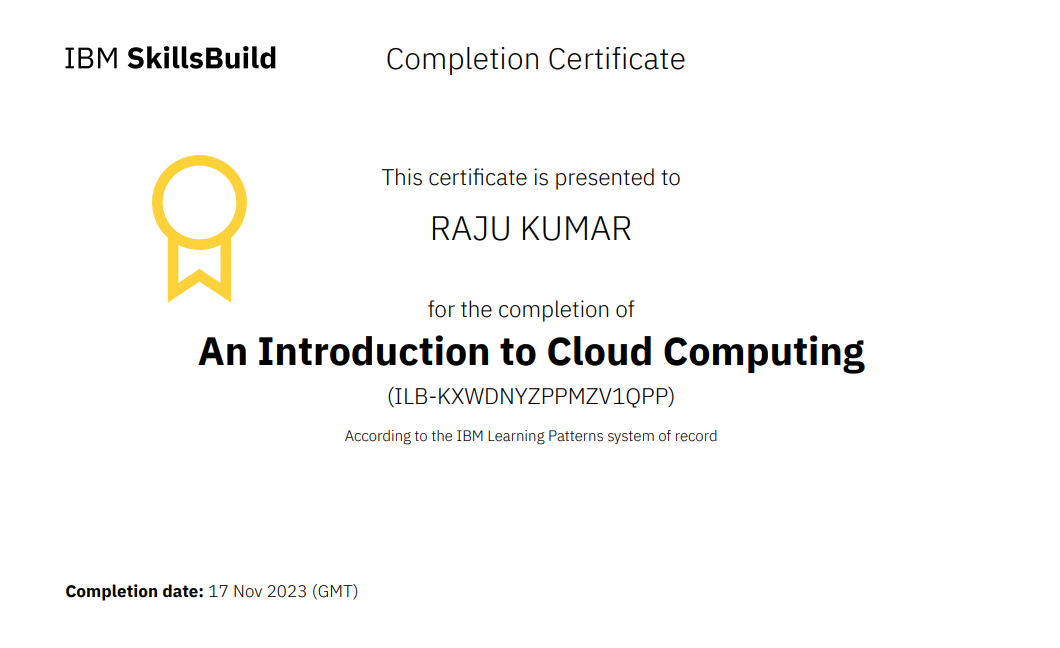 IBM SkillsBuild
Completion Certificate
This certificate is presented to
RAJU KUMAR
for the completion of
An Introduction to Cloud Computing
(ILB-KXWDNYZPPMZV1QPP)
According to the IBM Learning Patterns system of record
Completion date: 17 Nov 2023 (GMT)